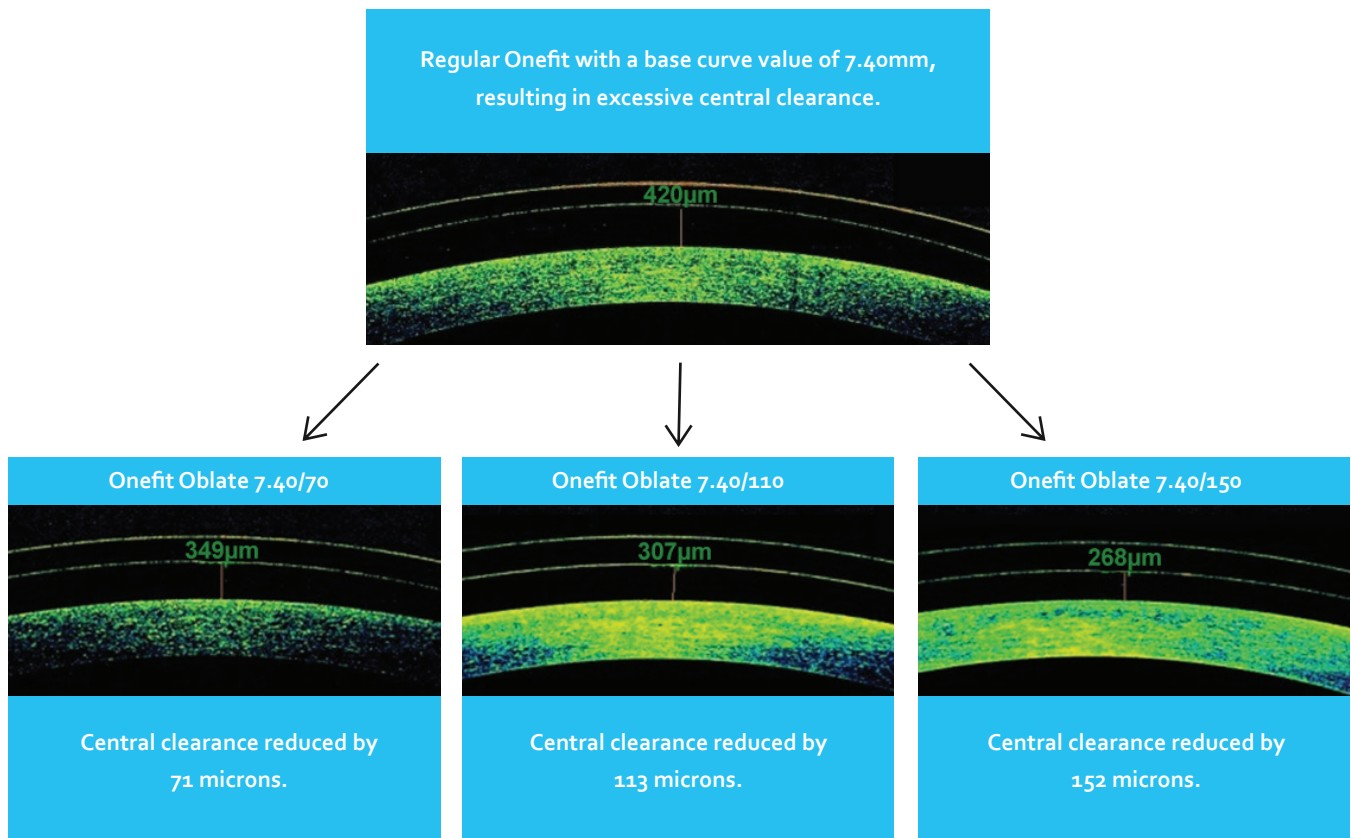 Regular Onefit with a base curve value of 7.40mm,
resulting in excessive central clearance.
420µm
Onefit Oblate 7.40/70
349µm
Central clearance reduced by
71 microns.
Onefit Oblate 7.40/110
307µm
Central clearance reduced by
113 microns.
Onefit Oblate 7.40/150
268µm
Central clearance reduced by
152 microns.